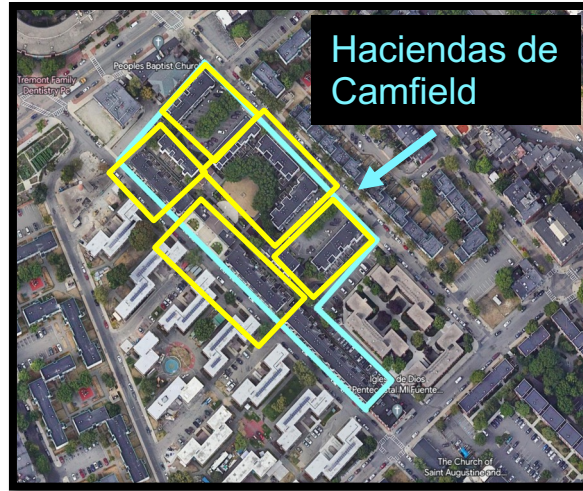 Haciendas de
Camfield
Peoples Baptist Church
Tremont Family
Dentistry Pc
Iglesia de Dios
Pentecostal MI Fuente...
The Church of
Saint Augustine and...